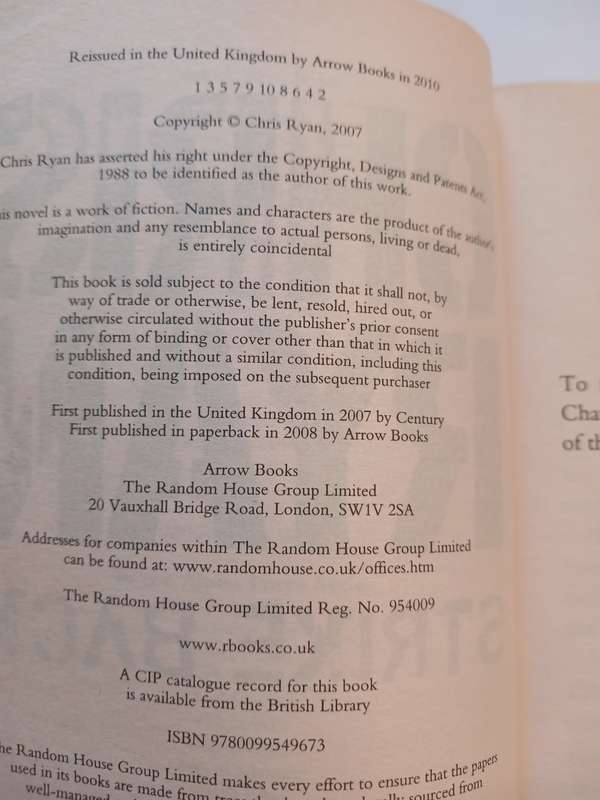 Reissued in the United Kingdom by Arrow Books in 2010
1 3 5 7 9 10 8 6 4 2
Copyright © Chris Ryan, 2007
Chris Ryan has asserted his right under the Copyright, Designs and Patents Act,
1988 to be identified as the author of this work.
is novel is a work of fiction. Names and characters are the product of the author's
imagination and any resemblance to actual persons, living or dead,
is entirely coincidental
This book is sold subject to the condition that it shall not, by
way of trade or otherwise, be lent, resold, hired out, or
otherwise circulated without the publisher's prior consent
in any form of binding or cover other than that in which it
is published and without a similar condition, including this
condition, being imposed on the subsequent purchaser
First published in the United Kingdom in 2007 by Century
First published in paperback in 2008 by Arrow Books
Arrow Books
The Random House Group Limited
20 Vauxhall Bridge Road, London, SW1V 2SA
Addresses for companies within The Random House Group Limited
can be found at: www.randomhouse.co.uk/offices.htm
The Random House Group Limited Reg. No. 954009
www.rbooks.co.uk
A CIP catalogue record for this book
is available from the British Library
ISBN 9780099549673
The Random House Group Limited makes every effort to ensure that the papers
used in its books are made from
well-managed sourced from
To
Cha
of th